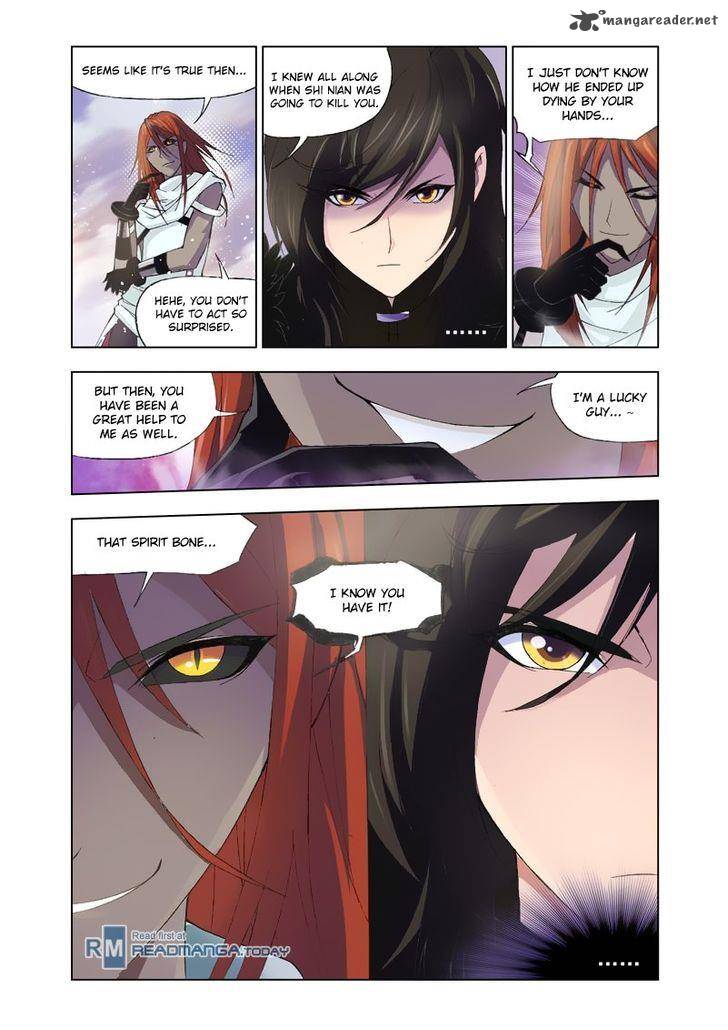 mangareader.net
SEEMS LIKE IT'S TRUE THEN...
HEHE, YOU DON'T
HAVE TO ACT SO
SURPRISED.
I KNEW ALL ALONG
WHEN SHI NIAN WAS
GOING TO KILL YOU.
......
I JUST DON'T KNOW
HOW HE ENDED UP
DYING BY YOUR
HANDS...
BUT THEN, YOU
HAVE BEEN A
GREAT HELP TO
ME AS WELL.
I'M A LUCKY
GUY... ~
THAT SPIRIT BONE...
I KNOW YOU
HAVE IT!
......
RM
Read first at
READMANGA.TODAY